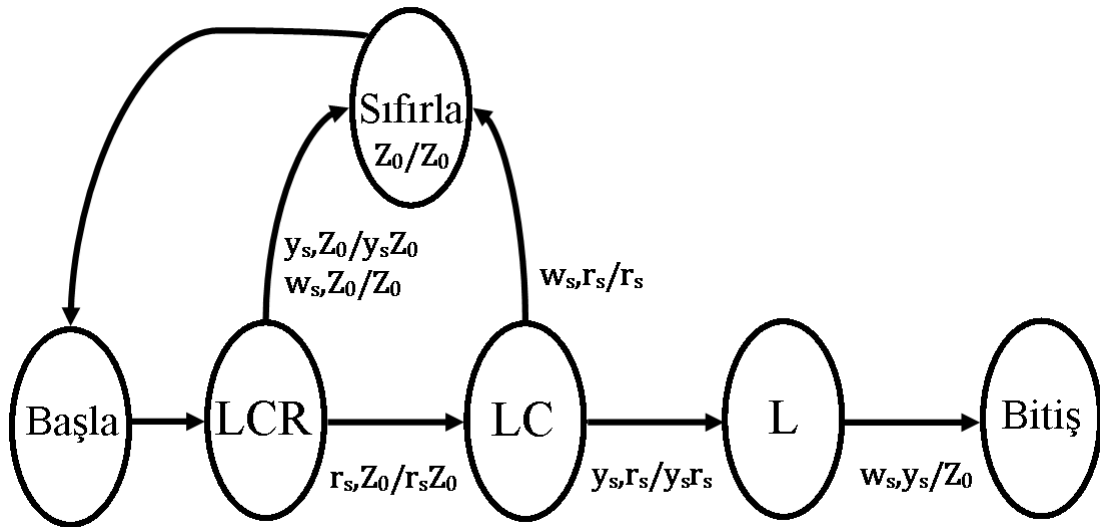 Sıfırla
Z₀/Z₀
yₛ,Z₀/yₛZ₀
wₛ,Z₀/Z₀
wₛ,rₛ/rₛ
Başla
LCR
LC
L
Bitiş
rₛ,Z₀/rₛZ₀
yₛ,rₛ/yₛrₛ
wₛ,yₛ/Z₀